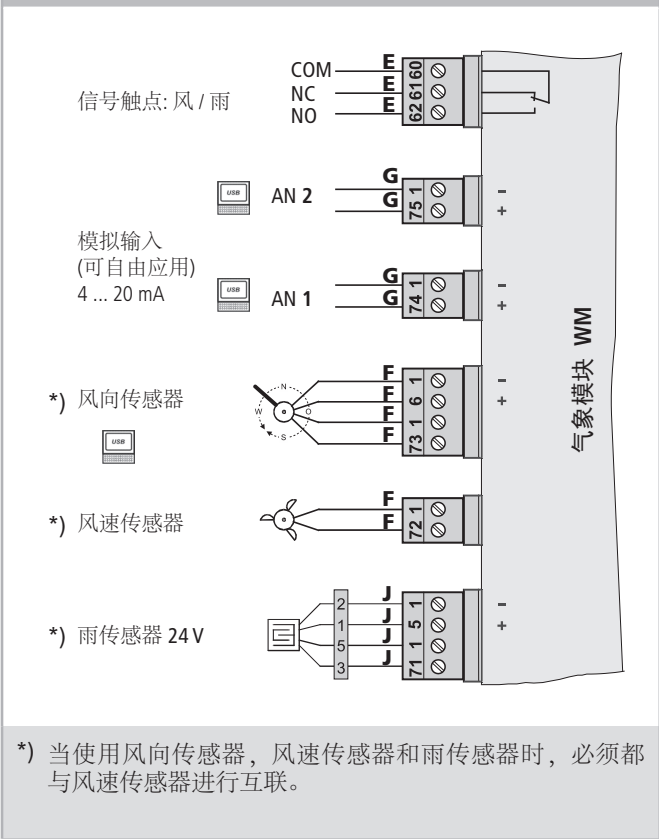 COM E 60
信号触点: 风 / 雨 NC E 61
NO E 62
USB AN 2 G 1 –
G 75 +
模拟输入
(可自由应用)
4 ... 20 mA USB AN 1 G 1 –
G 74 +
气象模块 WM
*) 风向传感器 N W O S F 1 –
F 6 +
F 1
F 73
USB
*) 风速传感器 F 1
F 72
*) 雨传感器 24 V 2 J 1 –
1 J 5 +
5 J 1
3 J 71
*) 当使用风向传感器，风速传感器和雨传感器时，必须都
与风速传感器进行互联。